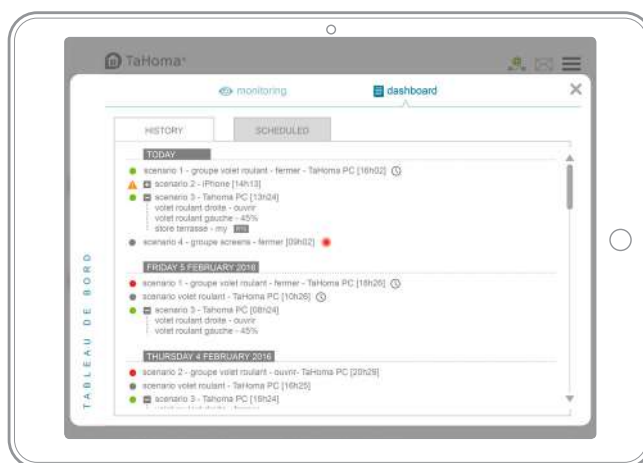 TaHoma®
monitoring
dashboard
HISTORY
SCHEDULED
TODAY
scenario 1 - groupe volet roulant - fermer - TaHoma PC [16h02]
scenario 2 - iPhone [14h13]
scenario 3 - Tahoma PC [13h24]
volet roulant droite - ouvrir
volet roulant gauche - 45%
store terrasse - my
scenario 4 - groupe screens - fermer [09h02]
FRIDAY 5 FEBRUARY 2016
scenario 1 - groupe volet roulant - fermer - TaHoma PC [18h26]
scenario volet roulant - TaHoma PC [10h26]
scenario 3 - Tahoma PC [08h24]
volet roulant droite - ouvrir
volet roulant gauche - 45%
THURSDAY 4 FEBRUARY 2016
scenario 2 - groupe volet roulant - ouvrir- TaHoma PC [20h29]
scenario volet roulant - TaHoma PC [16h25]
scenario 3 - Tahoma PC [15h24]
TABLEAU DE BORD